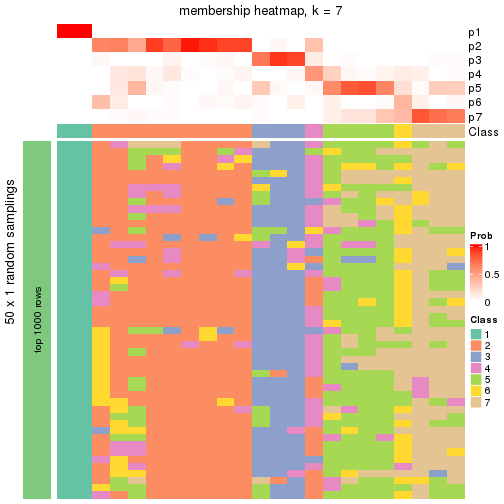 membership heatmap, k = 7
p1
p2
p3
p4
p5
p6
p7
Class
50 x 1 random samplings
top 1000 rows
Prob
1
0.5
0
Class
1
2
3
4
5
6
7